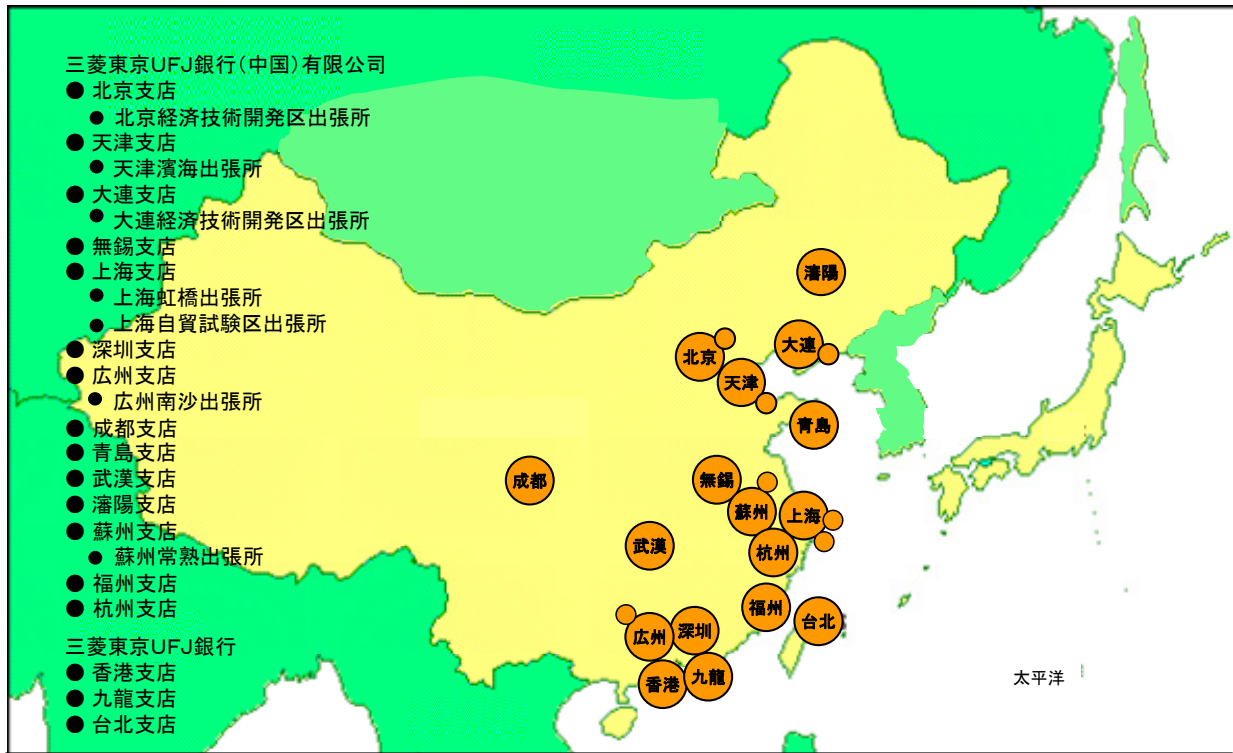 三菱東京UFJ銀行(中国)有限公司
● 北京支店
● 北京経済技術開発区出張所
● 天津支店
● 天津濱海出張所
● 大連支店
● 大連経済技術開発区出張所
● 無錫支店
● 上海支店
● 上海虹橋出張所
● 上海自貿試験区出張所
● 深圳支店
● 広州支店
● 広州南沙出張所
● 成都支店
● 青島支店
● 武漢支店
● 瀋陽支店
● 蘇州支店
● 蘇州常熟出張所
● 福州支店
● 杭州支店
三菱東京UFJ銀行
● 香港支店
● 九龍支店
● 台北支店
瀋陽
大連
北京
天津
青島
成都
無錫
蘇州
上海
武漢
杭州
福州
台北
広州
深圳
香港
九龍
太平洋